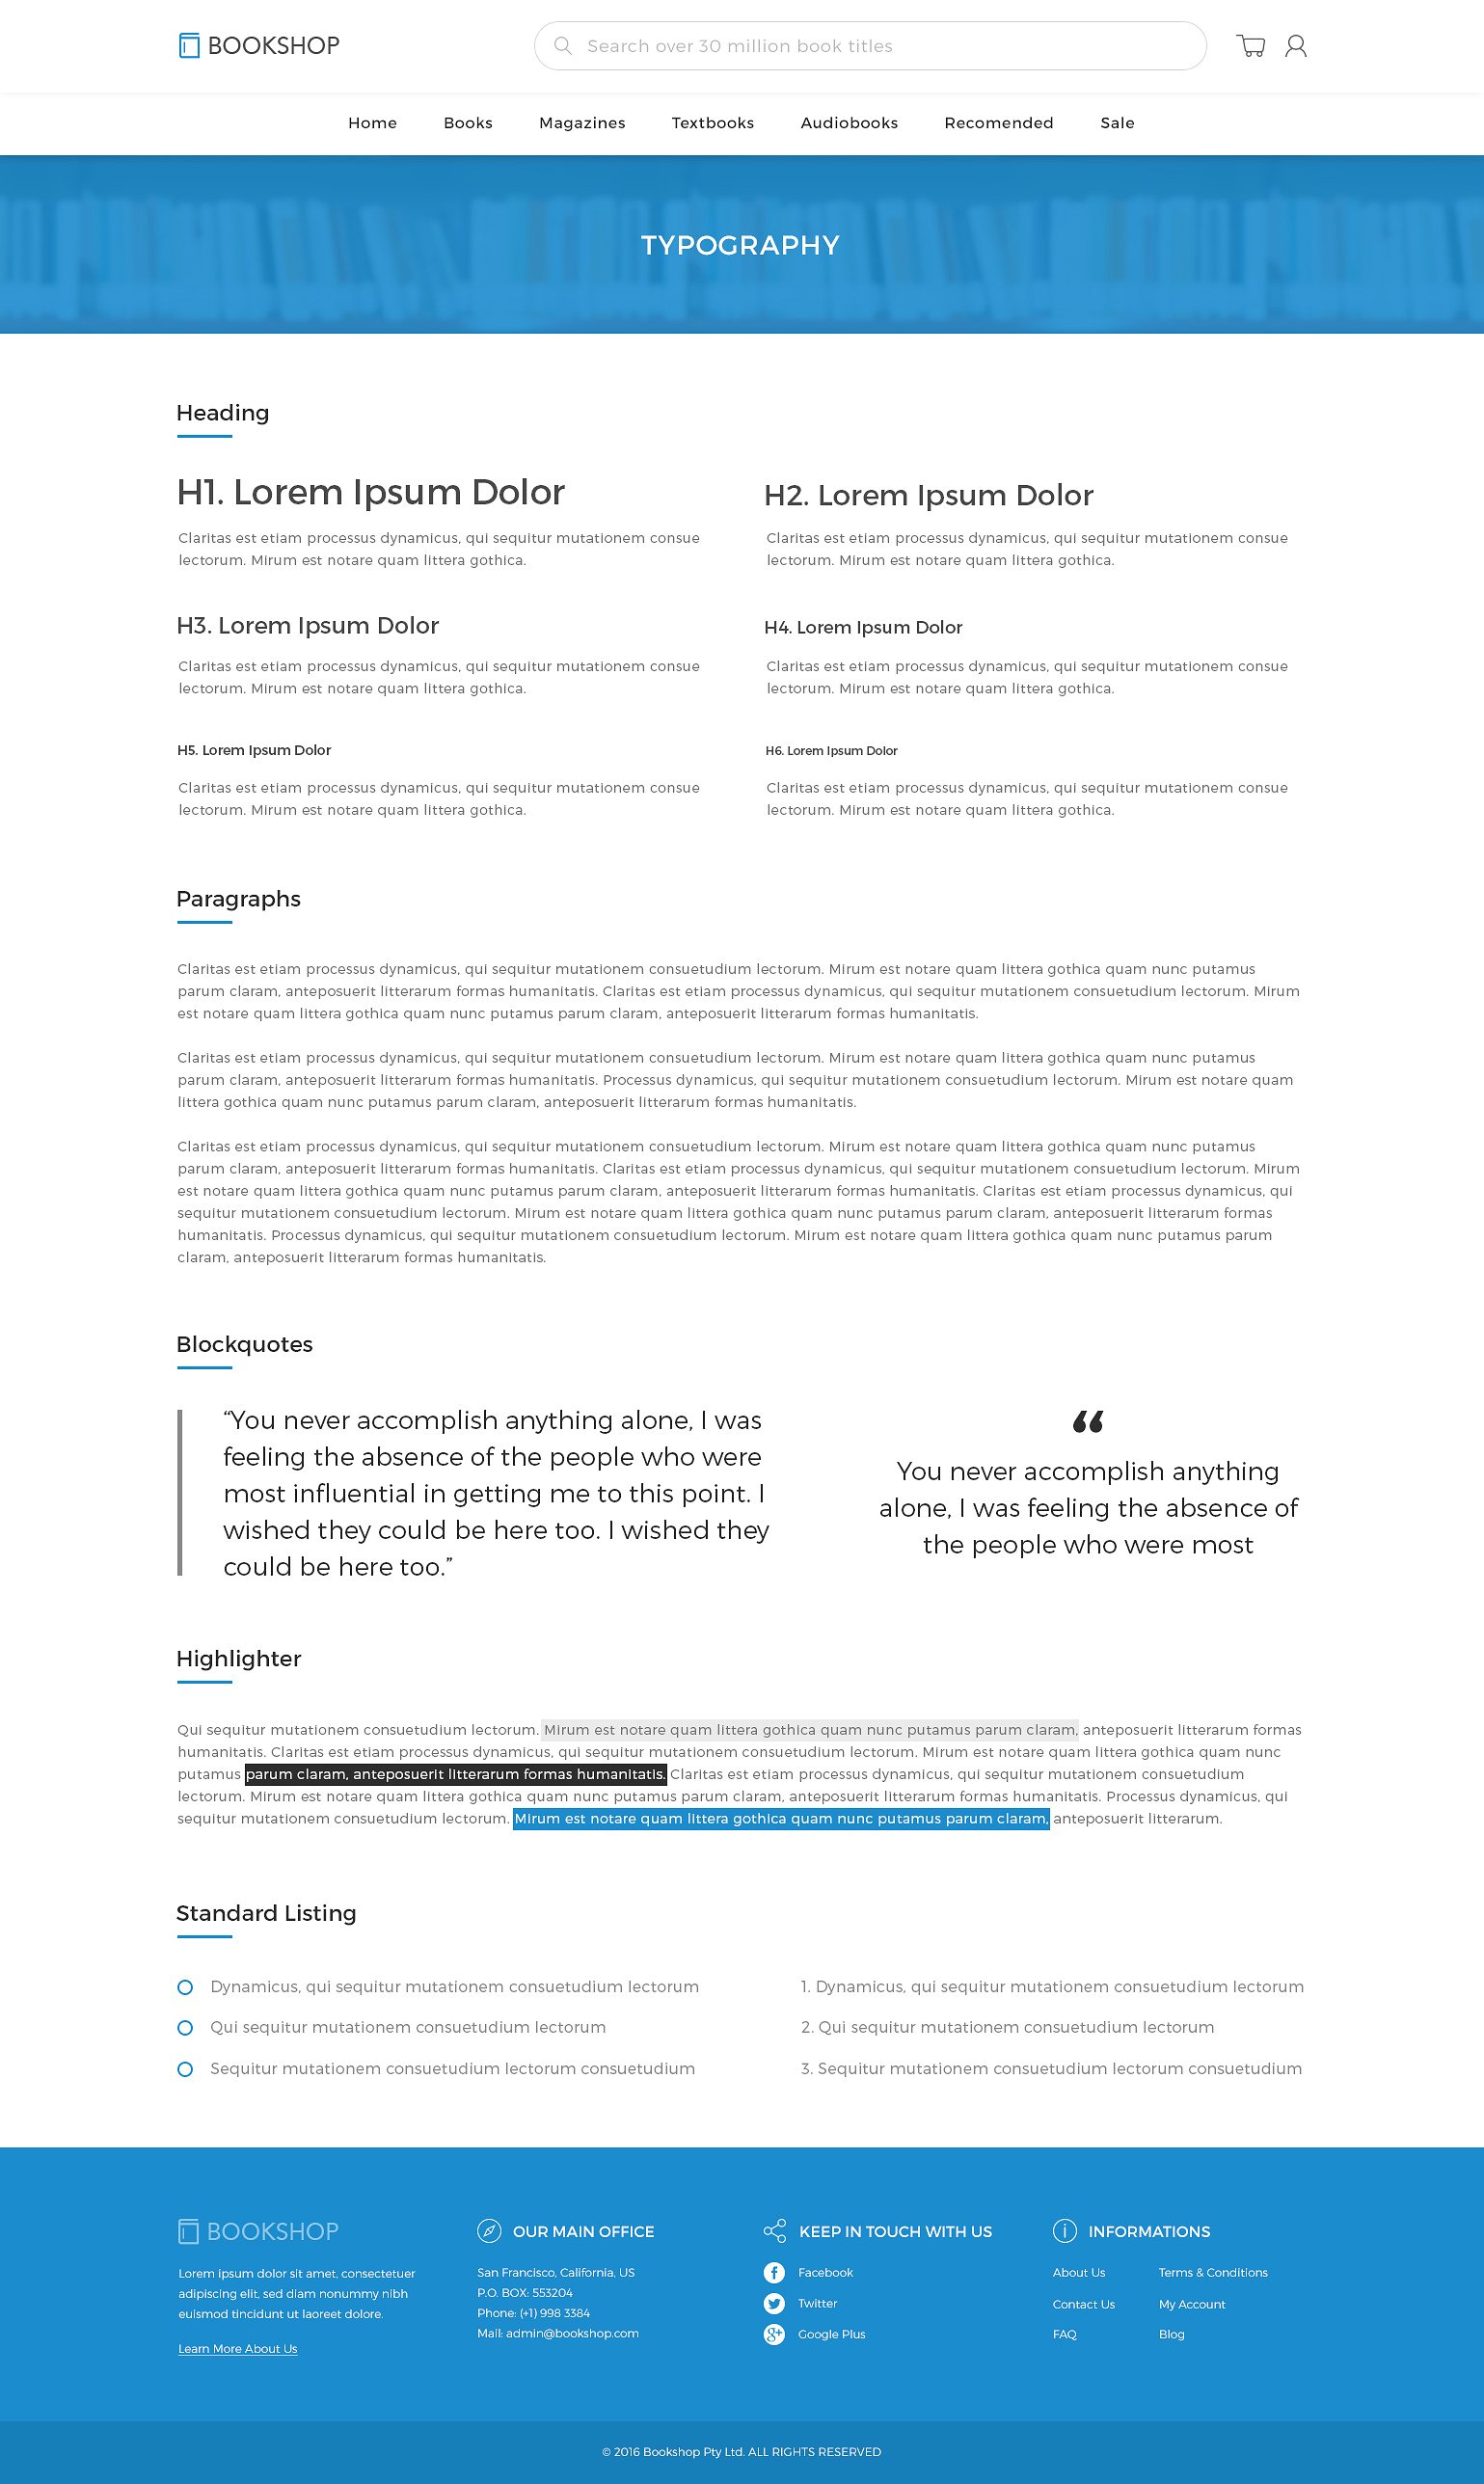 BOOKSHOP
Search over 30 million book titles
Home Books Magazines Textbooks Audiobooks Recomended Sale
TYPOGRAPHY
Heading
H1. Lorem Ipsum Dolor
Claritas est etiam processus dynamicus, qui sequitur mutationem consue
lectorum. Mirum est notare quam littera gothica.
H2. Lorem Ipsum Dolor
Claritas est etiam processus dynamicus, qui sequitur mutationem consue
lectorum. Mirum est notare quam littera gothica.
H3. Lorem Ipsum Dolor
Claritas est etiam processus dynamicus, qui sequitur mutationem consue
lectorum. Mirum est notare quam littera gothica.
H4. Lorem Ipsum Dolor
Claritas est etiam processus dynamicus, qui sequitur mutationem consue
lectorum. Mirum est notare quam littera gothica.
H5. Lorem Ipsum Dolor
Claritas est etiam processus dynamicus, qui sequitur mutationem consue
lectorum. Mirum est notare quam littera gothica.
H6. Lorem Ipsum Dolor
Claritas est etiam processus dynamicus, qui sequitur mutationem consue
lectorum. Mirum est notare quam littera gothica.
Paragraphs
Claritas est etiam processus dynamicus, qui sequitur mutationem consuetudium lectorum. Mirum est notare quam littera gothica quam nunc putamus
parum claram, anteposuerit litterarum formas humanitatis. Claritas est etiam processus dynamicus, qui sequitur mutationem consuetudium lectorum. Mirum
est notare quam littera gothica quam nunc putamus parum claram, anteposuerit litterarum formas humanitatis.
Claritas est etiam processus dynamicus, qui sequitur mutationem consuetudium lectorum. Mirum est notare quam littera gothica quam nunc putamus
parum claram, anteposuerit litterarum formas humanitatis. Processus dynamicus, qui sequitur mutationem consuetudium lectorum. Mirum est notare quam
littera gothica quam nunc putamus parum claram, anteposuerit litterarum formas humanitatis.
Claritas est etiam processus dynamicus, qui sequitur mutationem consuetudium lectorum. Mirum est notare quam littera gothica quam nunc putamus
parum claram, anteposuerit litterarum formas humanitatis. Claritas est etiam processus dynamicus, qui sequitur mutationem consuetudium lectorum. Mirum
est notare quam littera gothica quam nunc putamus parum claram, anteposuerit litterarum formas humanitatis. Claritas est etiam processus dynamicus, qui
sequitur mutationem consuetudium lectorum. Mirum est notare quam littera gothica quam nunc putamus parum claram, anteposuerit litterarum formas
humanitatis. Processus dynamicus, qui sequitur mutationem consuetudium lectorum. Mirum est notare quam littera gothica quam nunc putamus parum
claram, anteposuerit litterarum formas humanitatis.
Blockquotes
“You never accomplish anything alone, I was
feeling the absence of the people who were
most influential in getting me to this point. I
wished they could be here too. I wished they
could be here too.”
“
You never accomplish anything
alone, I was feeling the absence of
the people who were most
Highlighter
Qui sequitur mutationem consuetudium lectorum. Mirum est notare quam littera gothica quam nunc putamus parum claram, anteposuerit litterarum formas
humanitatis. Claritas est etiam processus dynamicus, qui sequitur mutationem consuetudium lectorum. Mirum est notare quam littera gothica quam nunc
putamus parum claram, anteposuerit litterarum formas humanitatis. Claritas est etiam processus dynamicus, qui sequitur mutationem consuetudium
lectorum. Mirum est notare quam littera gothica quam nunc putamus parum claram, anteposuerit litterarum formas humanitatis. Processus dynamicus, qui
sequitur mutationem consuetudium lectorum. Mirum est notare quam littera gothica quam nunc putamus parum claram, anteposuerit litterarum.
Standard Listing
Dynamicus, qui sequitur mutationem consuetudium lectorum
Qui sequitur mutationem consuetudium lectorum
Sequitur mutationem consuetudium lectorum consuetudium
1. Dynamicus, qui sequitur mutationem consuetudium lectorum
2. Qui sequitur mutationem consuetudium lectorum
3. Sequitur mutationem consuetudium lectorum consuetudium
BOOKSHOP
Lorem ipsum dolor sit amet, consectetuer
adipiscing elit, sed diam nonummy nibh
euismod tincidunt ut laoreet dolore.
Learn More About Us
OUR MAIN OFFICE
San Francisco, California, US
P.O. BOX: 553204
Phone: (+1) 998 3384
Mail: admin@bookshop.com
KEEP IN TOUCH WITH US
Facebook
Twitter
Google Plus
INFORMATIONS
About Us Terms & Conditions
Contact Us My Account
FAQ Blog
© 2016 Bookshop Pty Ltd. ALL RIGHTS RESERVED